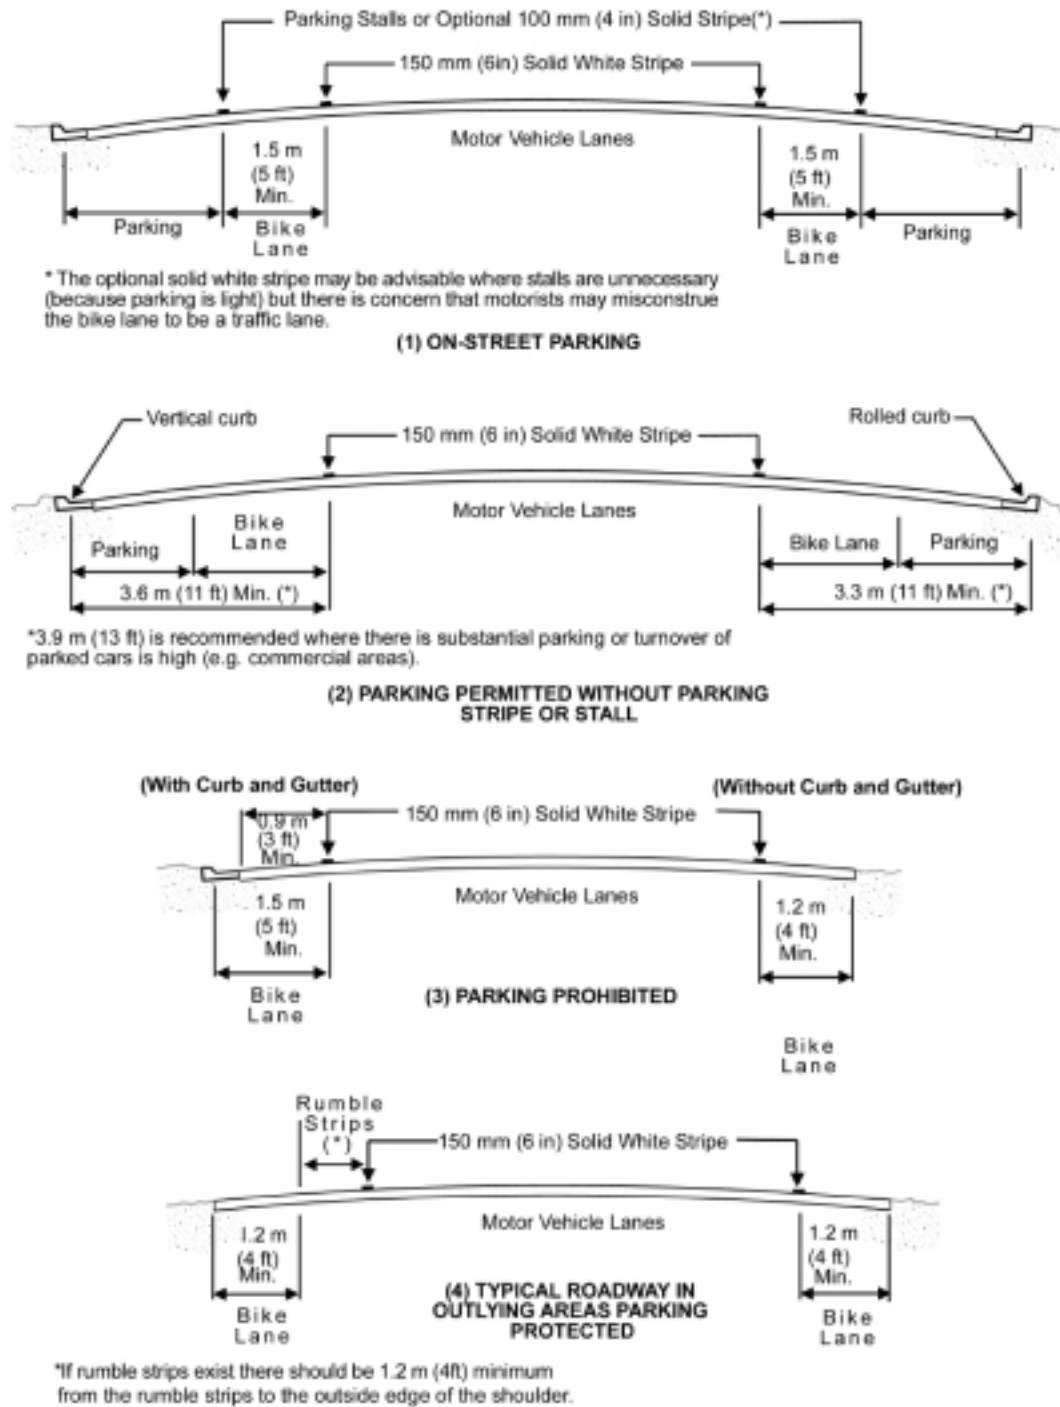 Parking Stalls or Optional 100 mm (4 in) Solid Stripe(*)
150 mm (6in) Solid White Stripe
Motor Vehicle Lanes
1.5 m
(5 ft)
Min.
1.5 m
(5 ft)
Min.
Parking
Bike
Lane
Bike
Lane
Parking
* The optional solid white stripe may be advisable where stalls are unnecessary
(because parking is light) but there is concern that motorists may misconstrue
the bike lane to be a traffic lane.
(1) ON-STREET PARKING
Vertical curb
Rolled curb
150 mm (6 in) Solid White Stripe
Motor Vehicle Lanes
Parking
Bike
Lane
Bike Lane
Parking
3.6 m (11 ft) Min. (*)
3.3 m (11 ft) Min. (*)
*3.9 m (13 ft) is recommended where there is substantial parking or turnover of
parked cars is high (e.g. commercial areas).
(2) PARKING PERMITTED WITHOUT PARKING
STRIPE OR STALL
(With Curb and Gutter)
(Without Curb and Gutter)
150 mm (6 in) Solid White Stripe
0.9 m
(3 ft)
Min.
Motor Vehicle Lanes
1.5 m
(5 ft)
Min.
1.2 m
(4 ft)
Min.
Bike
Lane
(3) PARKING PROHIBITED
Bike
Lane
Rumble
Strips
(*)
150 mm (6 in) Solid White Stripe
Motor Vehicle Lanes
1.2 m
(4 ft)
Min.
1.2 m
(4 ft)
Min.
Bike
Lane
(4) TYPICAL ROADWAY IN
OUTLYING AREAS PARKING
PROTECTED
Bike
Lane
*If rumble strips exist there should be 1.2 m (4ft) minimum
from the rumble strips to the outside edge of the shoulder.